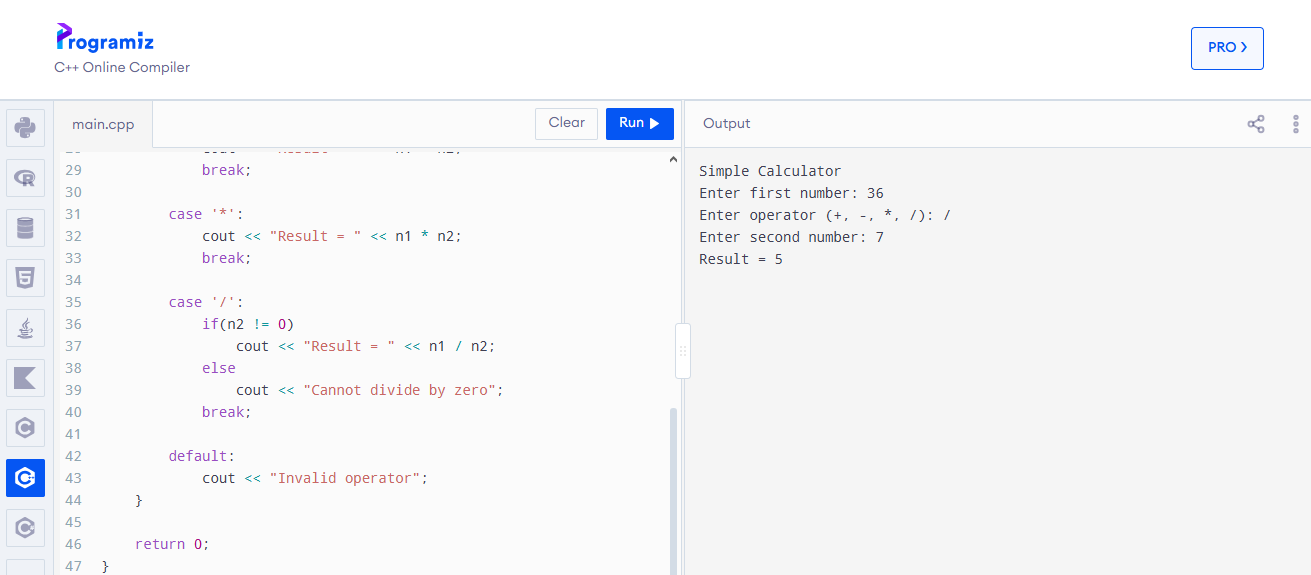 Programiz
C++ Online Compiler
PRO
main.cpp
Clear
Run
Output
29 break;
30
31 case '*':
32 cout << "Result = " << n1 * n2;
33 break;
34
35 case '/':
36 if(n2 != 0)
37 cout << "Result = " << n1 / n2;
38 else
39 cout << "Cannot divide by zero";
40 break;
41
42 default:
43 cout << "Invalid operator";
44 }
45
46 return 0;
47 }
Simple Calculator
Enter first number: 36
Enter operator (+, -, *, /): /
Enter second number: 7
Result = 5